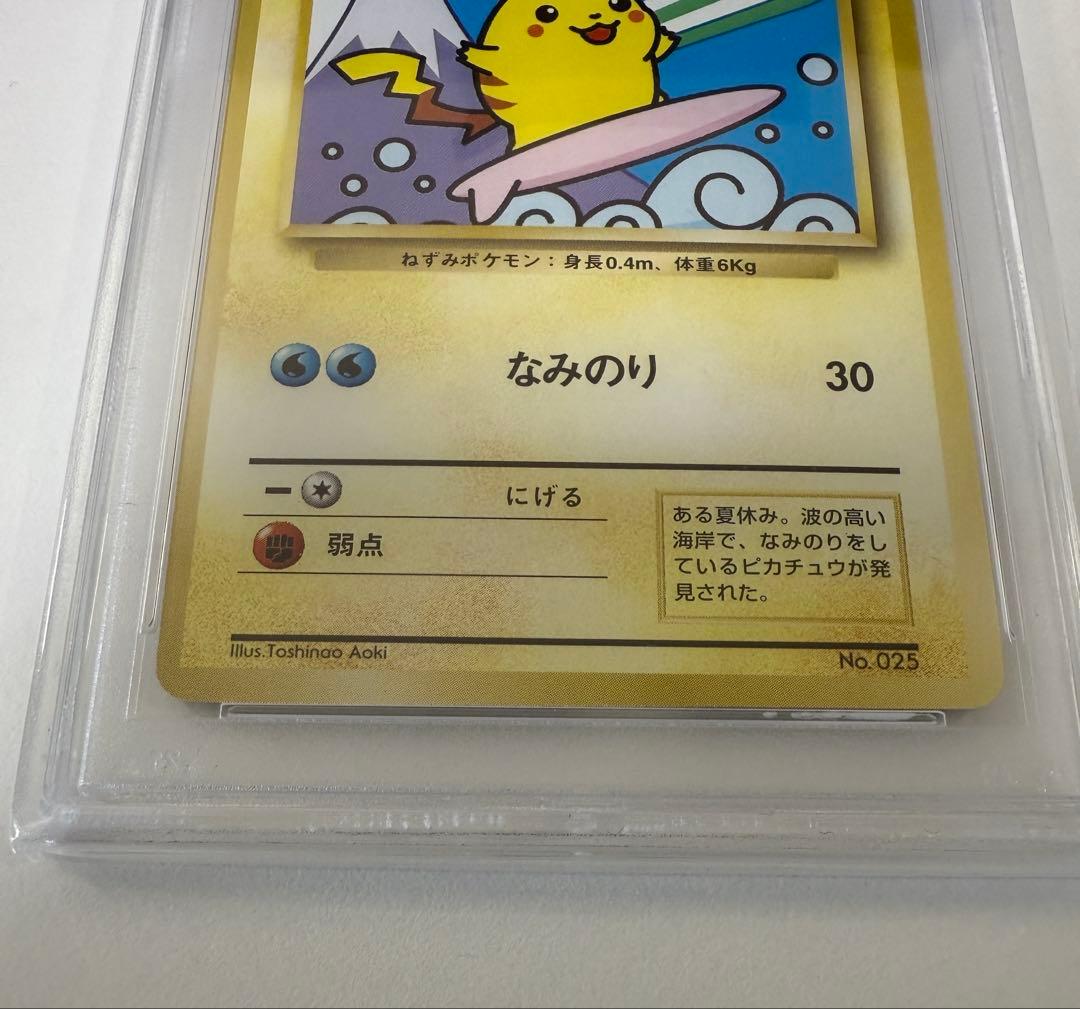 ねずみポケモン：身長0.4m、体重6Kg
なみのり 30
にげる
弱点
ある夏休み。波の高い
海岸で、なみのりをし
ているピカチュウが発
見された。
Illus.Toshinao Aoki
No. 025